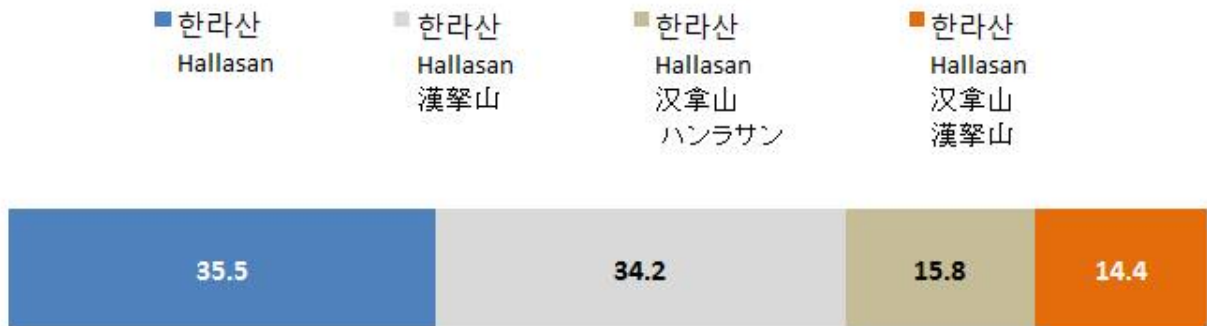 한라산
Hallasan
한라산
Hallasan
漢拏山
한라산
Hallasan
汉拿山
ハンラサン
한라산
Hallasan
汉拿山
漢拏山
35.5
34.2
15.8
14.4